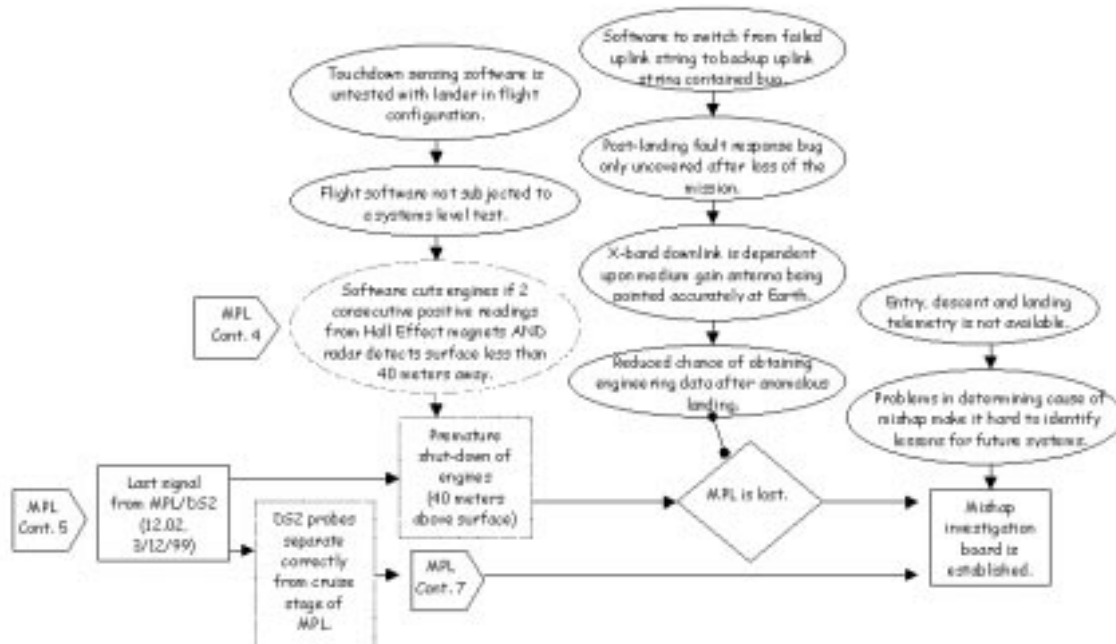 Software to switch from failed
uplink string to backup uplink
string contained bug.
Touchdown sensing software is
untested with lander in flight
configuration.
Post-landing fault response bug
only uncovered after loss of the
mission.
Flight software not subjected to
a systems level test.
X-band downlink is dependent
upon medium gain antenna being
pointed accurately at Earth.
MPL
Cont. 4
Software cuts engines if 2
consecutive positive readings
from Hall Effect magnets AND
radar detects surface less than
40 meters away.
Entry, descent and landing
telemetry is not available.
Reduced chance of obtaining
engineering data after anomalous
landing.
Problems in determining cause of
mishap make it hard to identify
lessons for future systems.
Premature
shut-down of
engines
(40 meters
above surface)
MPL
Cont. 5
Last signal
from MPL/DS2
(12.02,
3/12/99)
MPL is lost.
Mishap
investigation
board is
established.
DS2 probes
separate
correctly
from cruise
stage of
MPL.
MPL
Cont. 7